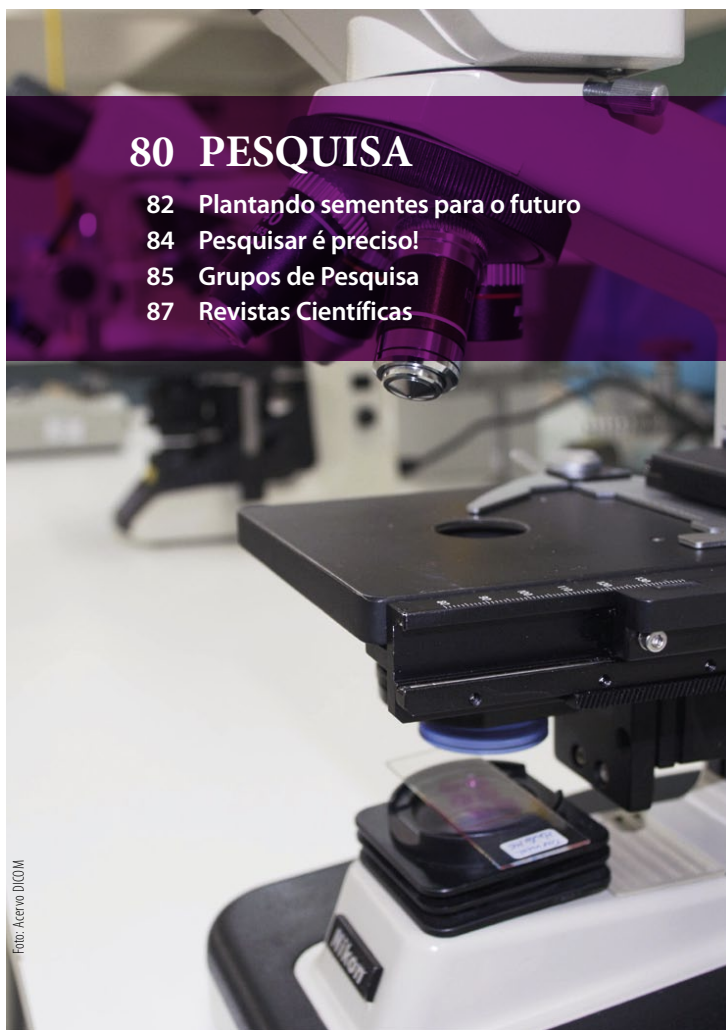 80 PESQUISA
82 Plantando sementes para o futuro
84 Pesquisar é preciso!
85 Grupos de Pesquisa
87 Revistas Científicas
Foto: Acervo DICOM
Nikon